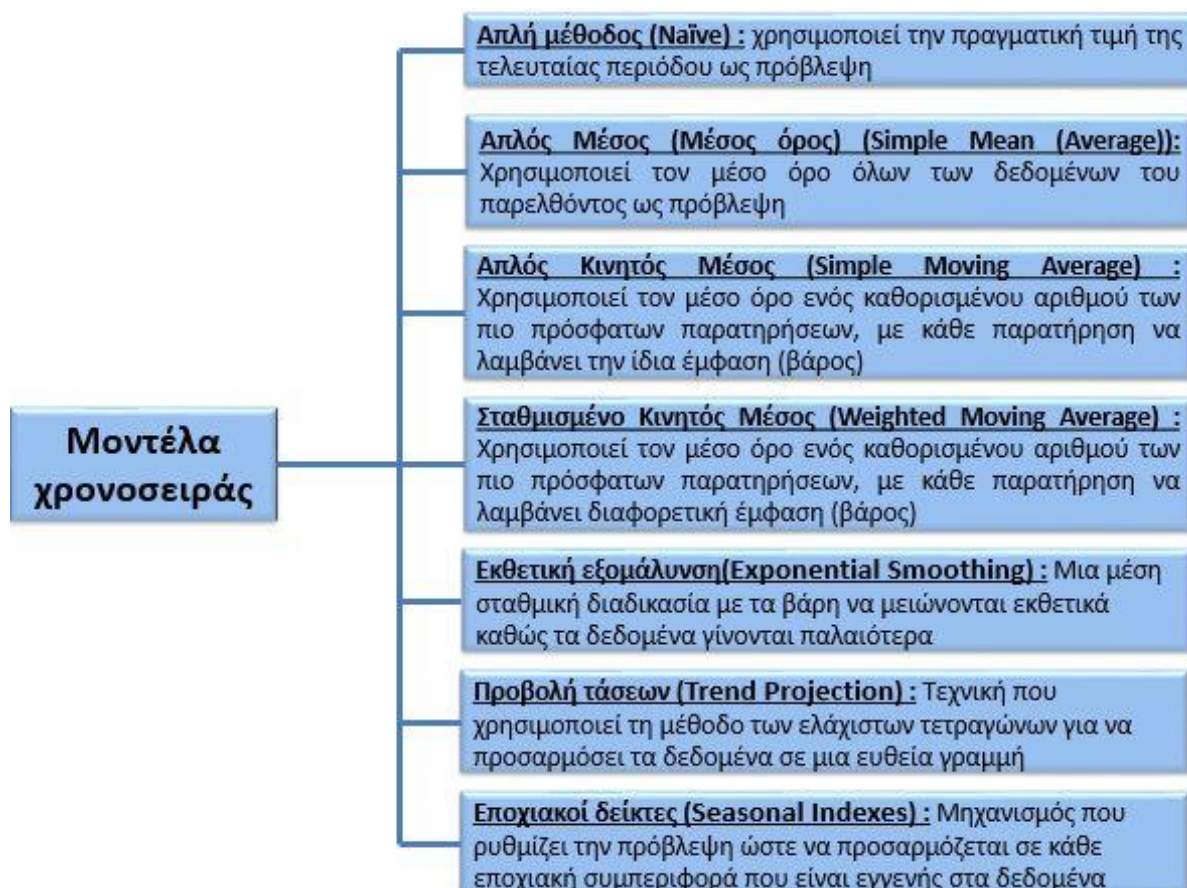 Απλή μέθοδος (Naïve) : χρησιμοποιεί την πραγματική τιμή της
τελευταίας περιόδου ως πρόβλεψη
Απλός Μέσος (Μέσος όρος) (Simple Mean (Average)):
Χρησιμοποιεί τον μέσο όρο όλων των δεδομένων του
παρελθόντος ως πρόβλεψη
Απλός Κινητός Μέσος (Simple Moving Average) :
Χρησιμοποιεί τον μέσο όρο ενός καθορισμένου αριθμού των
πιο πρόσφατων παρατηρήσεων, με κάθε παρατήρηση να
λαμβάνει την ίδια έμφαση (βάρος)
Μοντέλα
χρονοσειράς
Σταθμισμένο Κινητός Μέσος (Weighted Moving Average) :
Χρησιμοποιεί τον μέσο όρο ενός καθορισμένου αριθμού των
πιο πρόσφατων παρατηρήσεων, με κάθε παρατήρηση να
λαμβάνει διαφορετική έμφαση (βάρος)
Εκθετική εξομάλυνση(Exponential Smoothing) : Μια μέση
σταθμική διαδικασία με τα βάρη να μειώνονται εκθετικά
καθώς τα δεδομένα γίνονται παλαιότερα
Προβολή τάσεων (Trend Projection) : Τεχνική που
χρησιμοποιεί τη μέθοδο των ελάχιστων τετραγώνων για να
προσαρμόσει τα δεδομένα σε μια ευθεία γραμμή
Εποχιακοί δείκτες (Seasonal Indexes) : Μηχανισμός που
ρυθμίζει την πρόβλεψη ώστε να προσαρμόζεται σε κάθε
εποχιακή συμπεριφορά που είναι εγγενής στα δεδομένα